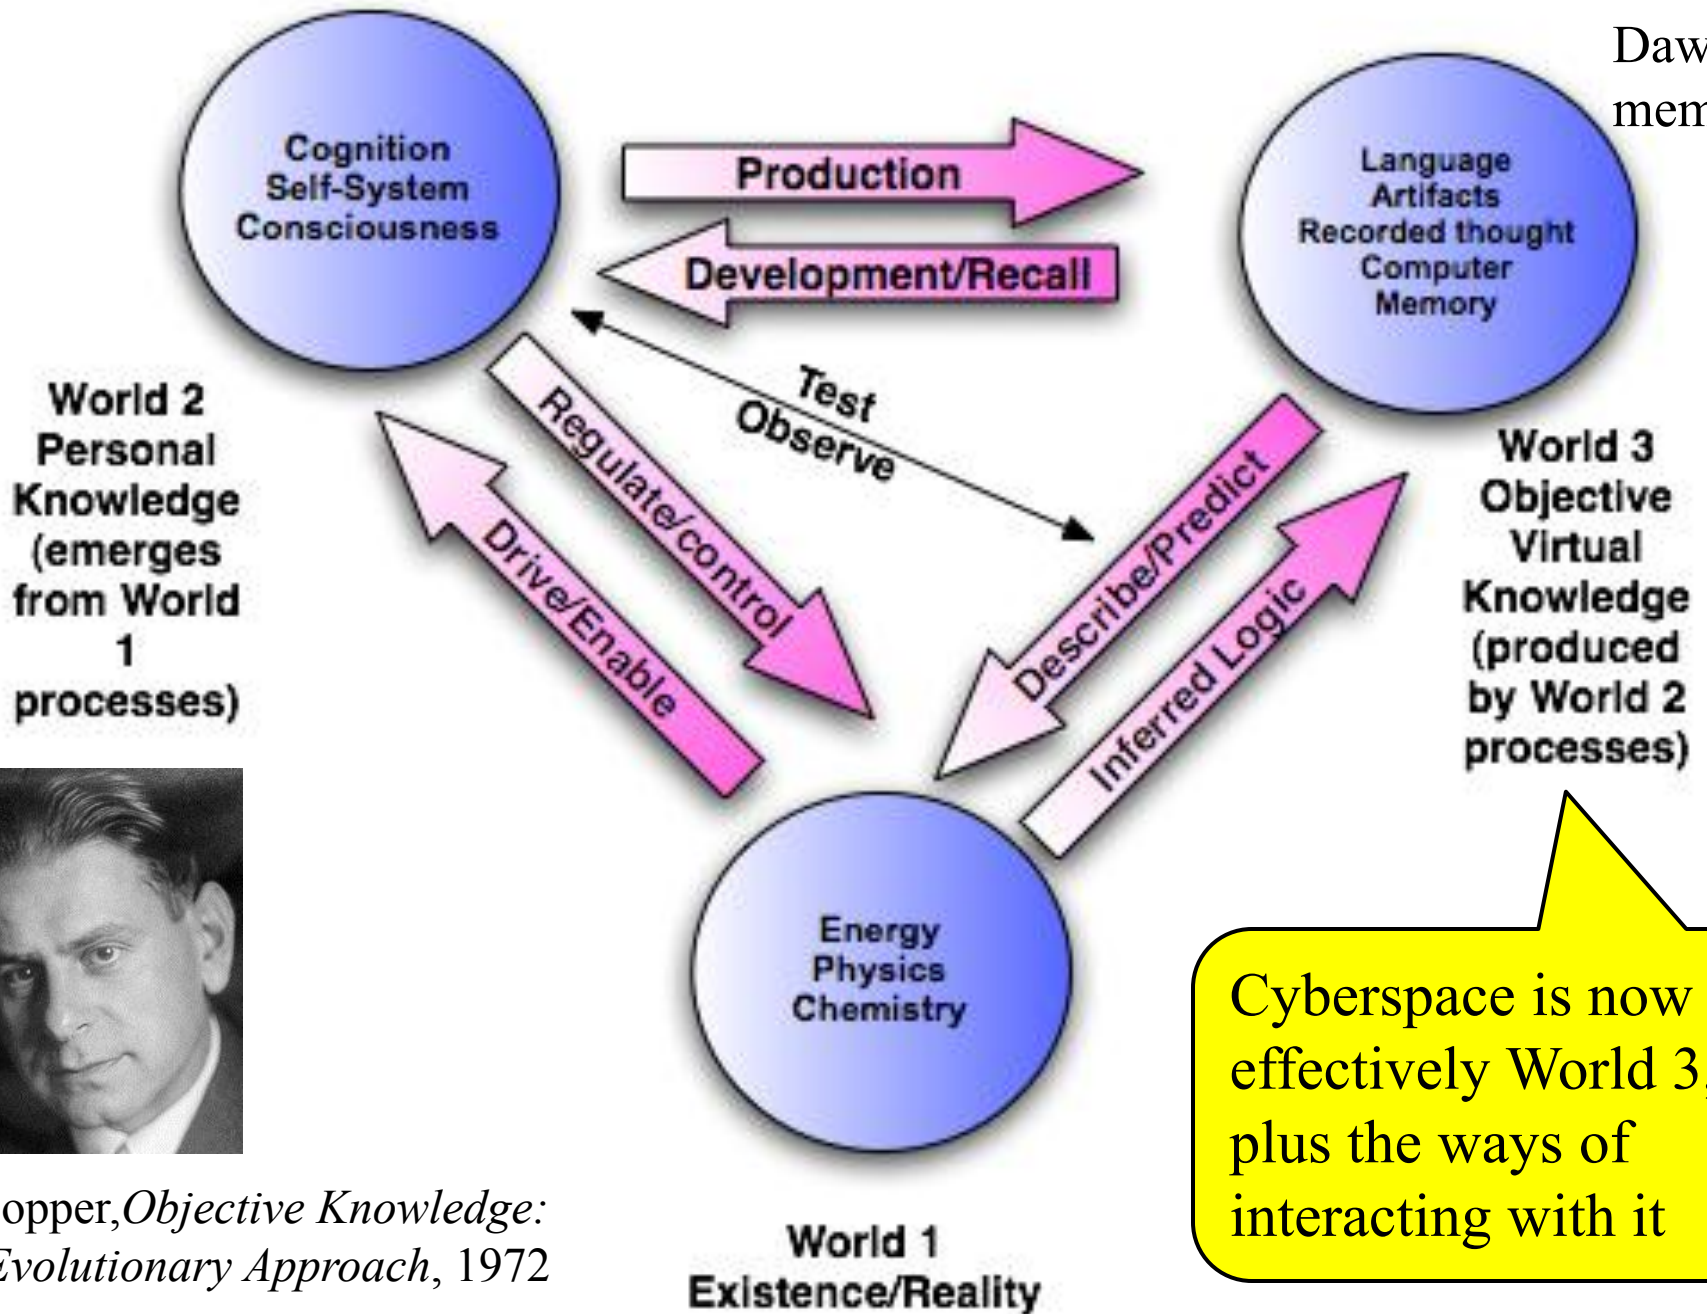 Cognition
Self-System
Consciousness
Production
Development/Recall
Language
Artifacts
Recorded thought
Computer
Memory
Test
Observe
World 2
Personal
Knowledge
(emerges
from World
1
processes)
Regulate/control
Drive/Enable
Describe/Predict
Inferred Logic
World 3
Objective
Virtual
Knowledge
(produced
by World 2
processes)
Energy
Physics
Chemistry
Cyberspace is now
effectively World 3,
plus the ways of
interacting with it
opper,Objective Knowledge:
Evolutionary Approach, 1972
World 1
Existence/Reality